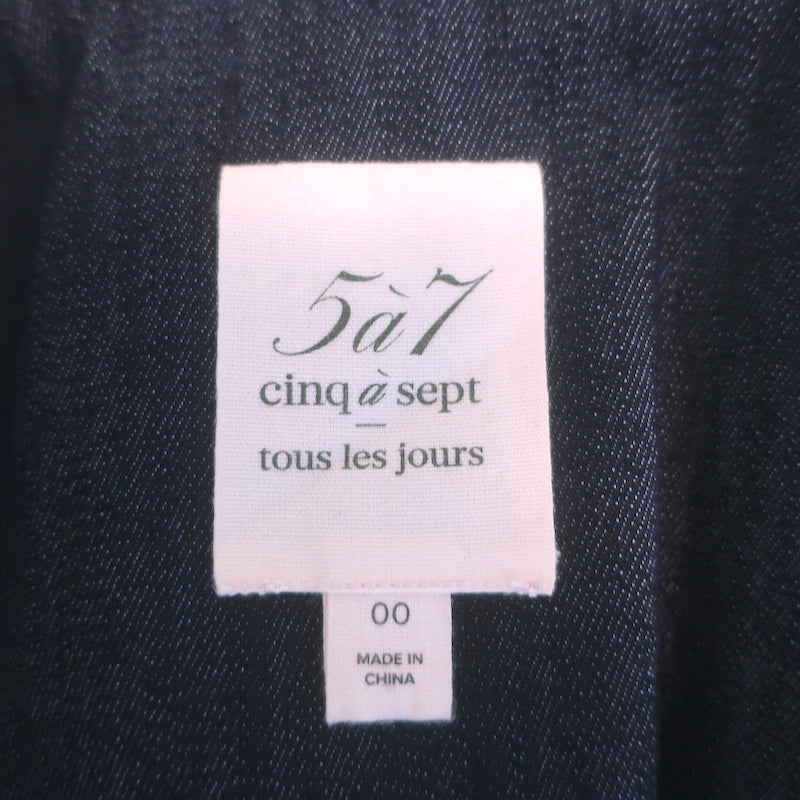 5à7
cinq à sept
tous les jours
00
MADE IN
CHINA